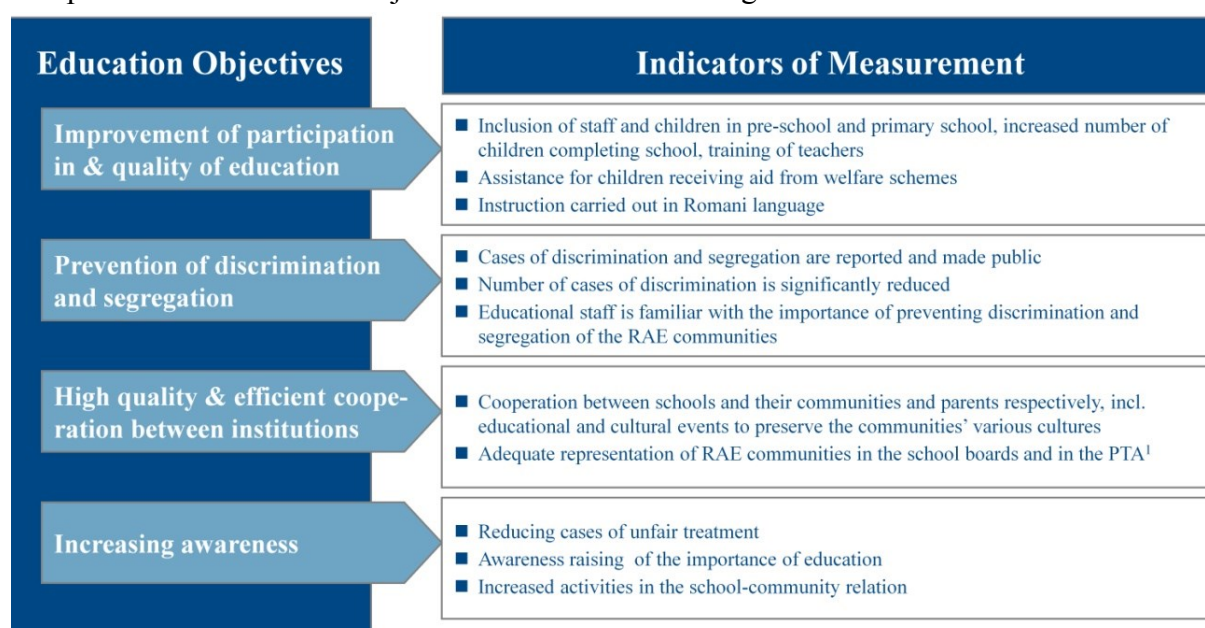 Education Objectives
Indicators of Measurement
Improvement of participation
in & quality of education
■ Inclusion of staff and children in pre-school and primary school, increased number of
children completing school, training of teachers
■ Assistance for children receiving aid from welfare schemes
■ Instruction carried out in Romani language
Prevention of discrimination
and segregation
■ Cases of discrimination and segregation are reported and made public
■ Number of cases of discrimination is significantly reduced
■ Educational staff is familiar with the importance of preventing discrimination and
segregation of the RAE communities
High quality & efficient coope-
ration between institutions
■ Cooperation between schools and their communities and parents respectively, incl.
educational and cultural events to preserve the communities’ various cultures
■ Adequate representation of RAE communities in the school boards and in the PTA¹
Increasing awareness
■ Reducing cases of unfair treatment
■ Awareness raising  of the importance of education
■ Increased activities in the school-community relation